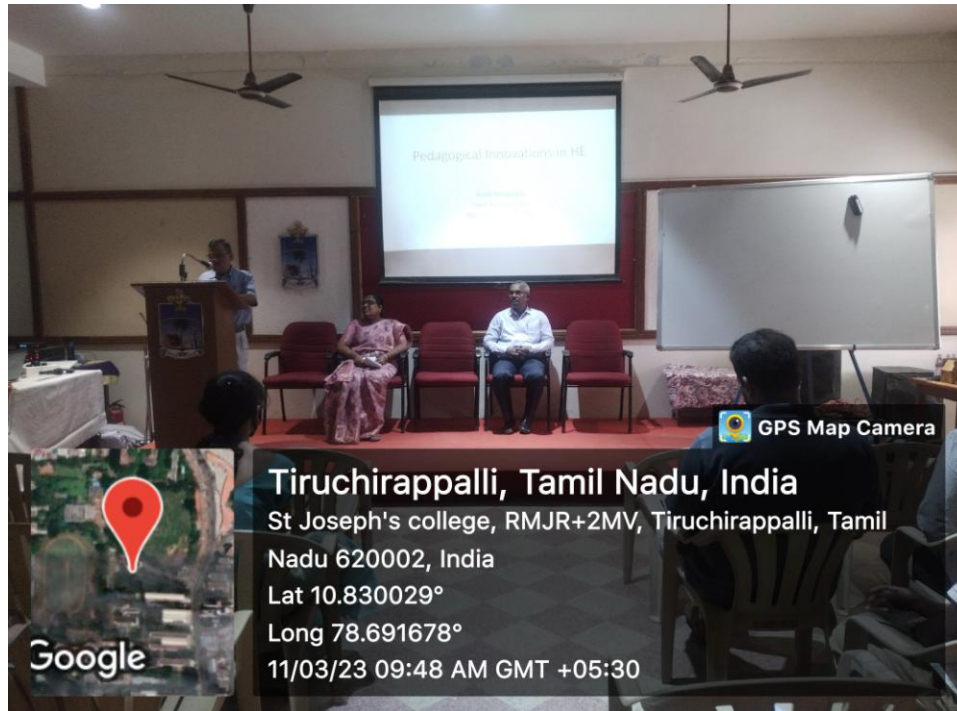 Pedagogical Innovations in HE
GPS Map Camera
Tiruchirappalli, Tamil Nadu, India
St Joseph's college, RMJR+2MV, Tiruchirappalli, Tamil
Nadu 620002, India
Lat 10.830029°
Long 78.691678°
11/03/23 09:48 AM GMT +05:30
Google